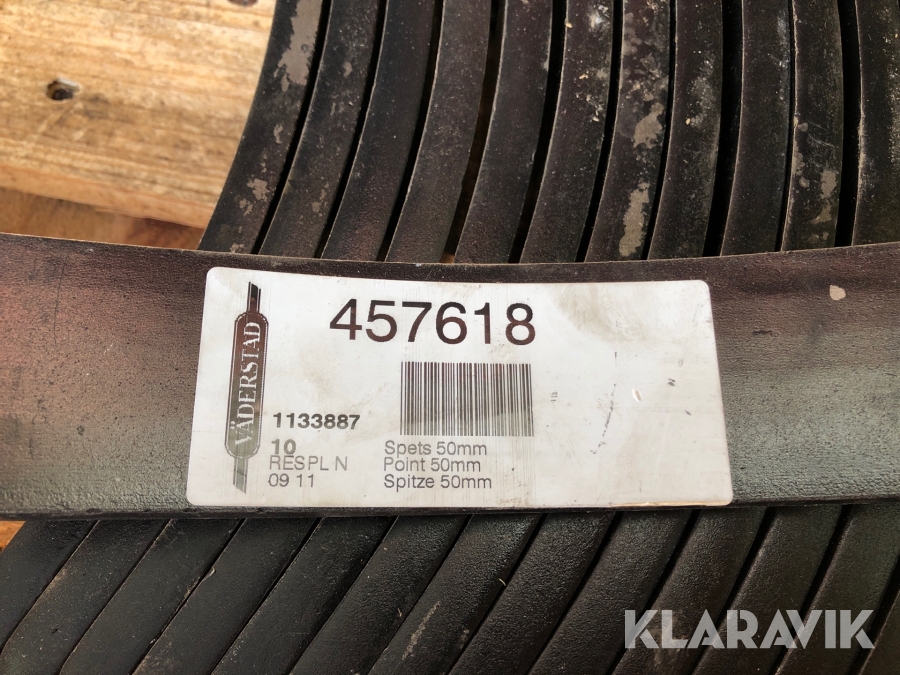 457618
VÄDERSTAD
1133887
10
RESPL N
09 11
Spets 50mm
Point 50mm
Spitze 50mm
KLARAVIK